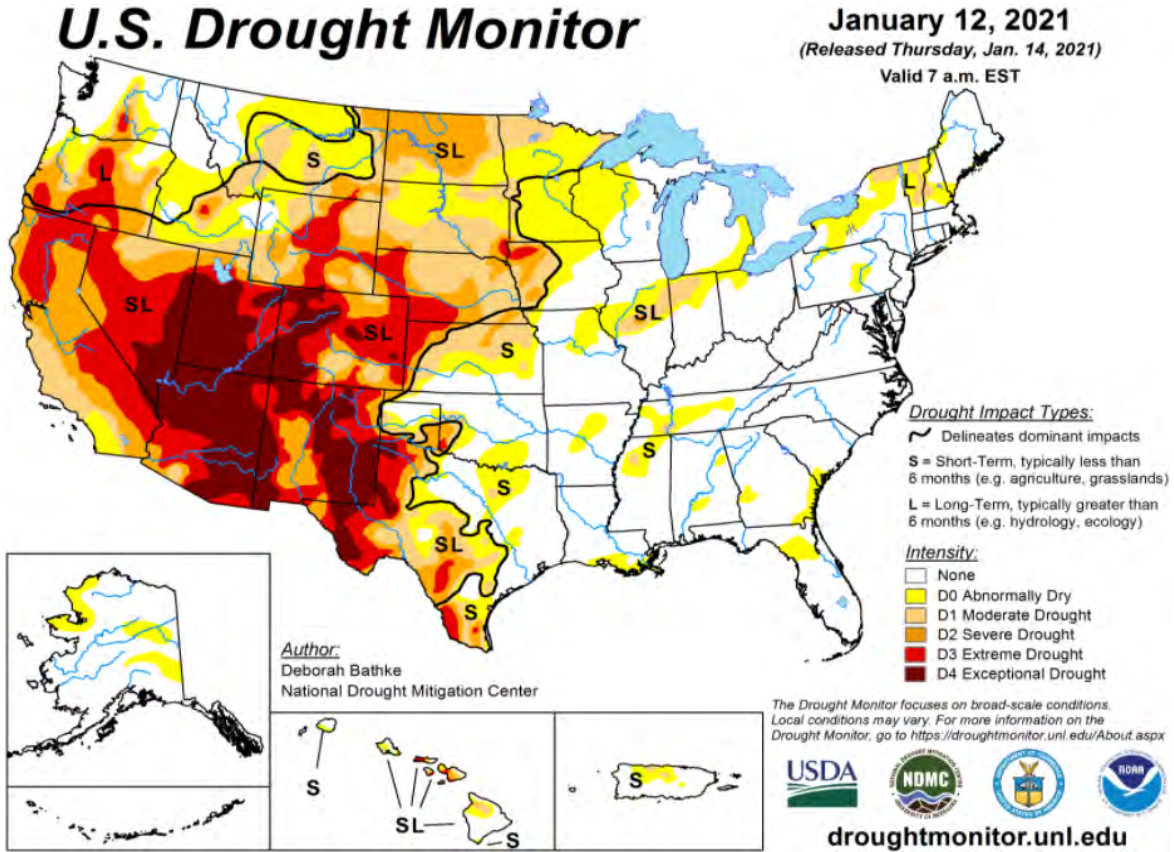 U.S. Drought Monitor
January 12, 2021
(Released Thursday, Jan. 14, 2021)
Valid 7 a.m. EST
L
S
SL
L
SL
SL
SL
S
S
S
SL
S
Drought Impact Types:
Delineates dominant impacts
S = Short-Term, typically less than
6 months (e.g. agriculture, grasslands)
L = Long-Term, typically greater than
6 months (e.g. hydrology, ecology)
Intensity:
None
D0 Abnormally Dry
D1 Moderate Drought
D2 Severe Drought
D3 Extreme Drought
D4 Exceptional Drought
Author:
Deborah Bathke
National Drought Mitigation Center
S
SL
S
S
The Drought Monitor focuses on broad-scale conditions.
Local conditions may vary. For more information on the
Drought Monitor, go to https://droughtmonitor.unl.edu/About.aspx
USDA
NDMC
NOAA
droughtmonitor.unl.edu